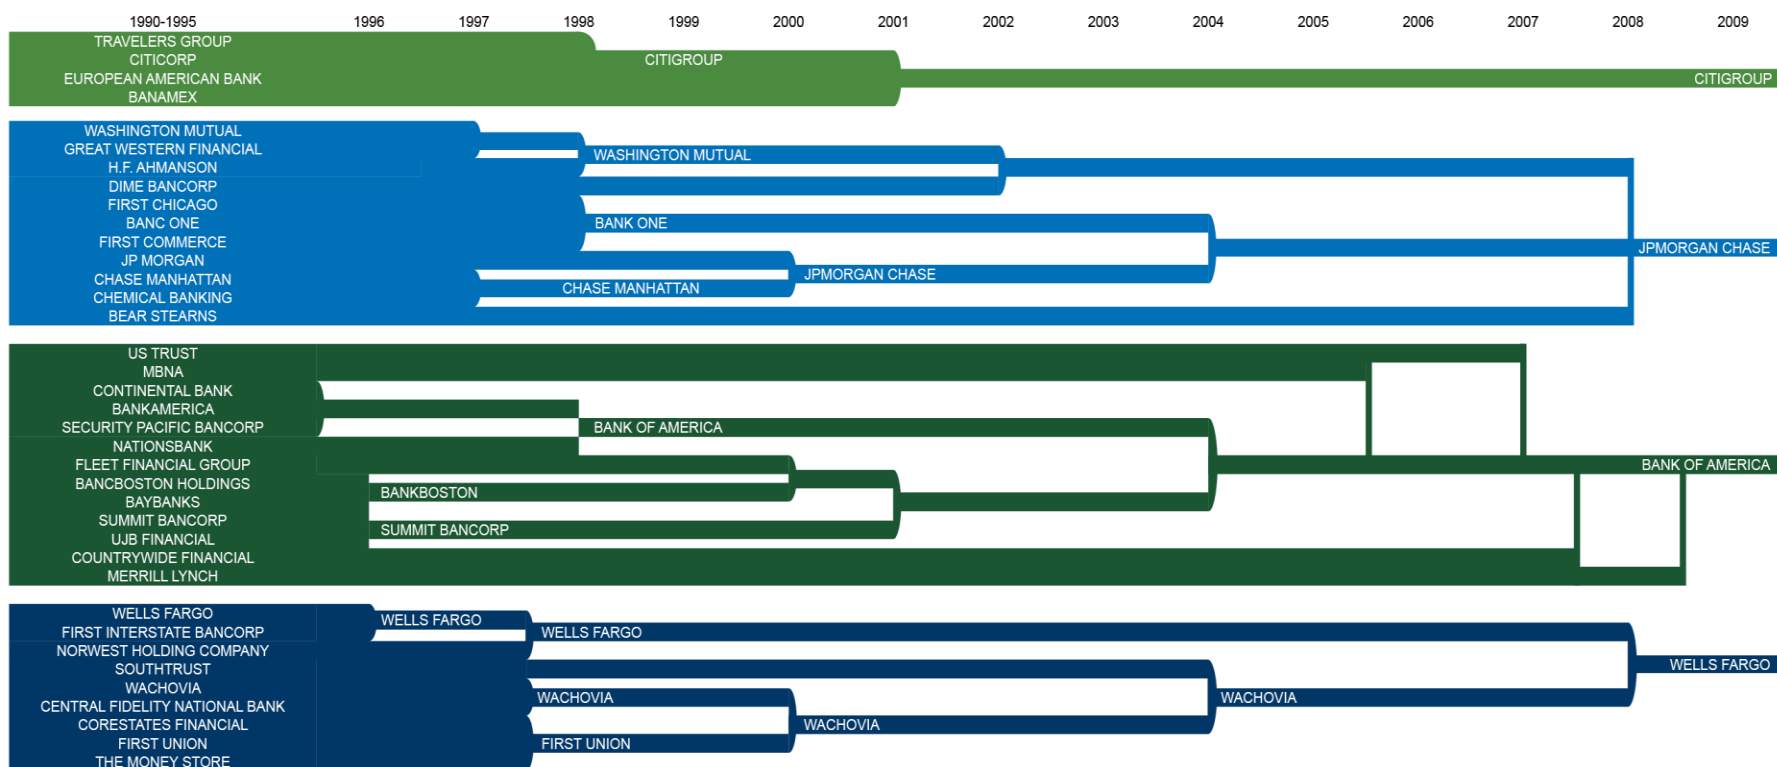 1990-1995 1996 1997 1998 1999 2000 2001 2002 2003 2004 2005 2006 2007 2008 2009
TRAVELERS GROUP
CITICORP CITIGROUP
EUROPEAN AMERICAN BANK CITIGROUP
BANAMEX
WASHINGTON MUTUAL
GREAT WESTERN FINANCIAL WASHINGTON MUTUAL
H.F. AHMANSON
DIME BANCORP
FIRST CHICAGO
BANC ONE BANK ONE
FIRST COMMERCE JPMORGAN CHASE
JP MORGAN JPMORGAN CHASE
CHASE MANHATTAN CHASE MANHATTAN
CHEMICAL BANKING
BEAR STEARNS
US TRUST
MBNA
CONTINENTAL BANK
BANKAMERICA
SECURITY PACIFIC BANCORP BANK OF AMERICA
NATIONSBANK
FLEET FINANCIAL GROUP BANK OF AMERICA
BANCBOSTON HOLDINGS BANKBOSTON
BAYBANKS
SUMMIT BANCORP SUMMIT BANCORP
UJB FINANCIAL
COUNTRYWIDE FINANCIAL
MERRILL LYNCH
WELLS FARGO WELLS FARGO
FIRST INTERSTATE BANCORP WELLS FARGO
NORWEST HOLDING COMPANY
SOUTHTRUST WELLS FARGO
WACHOVIA WACHOVIA WACHOVIA
CENTRAL FIDELITY NATIONAL BANK
CORESTATES FINANCIAL WACHOVIA
FIRST UNION FIRST UNION
THE MONEY STORE